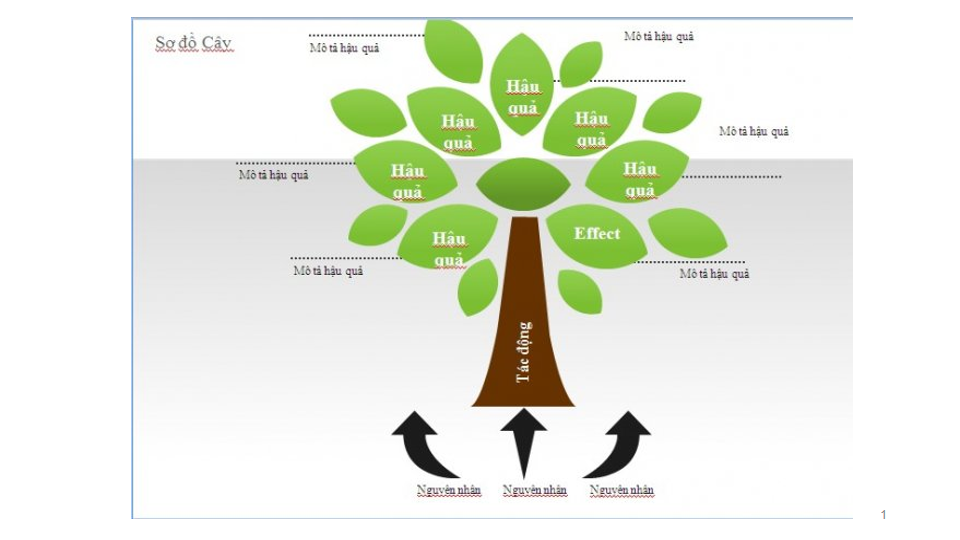 Sơ đồ Cây
Mô tả hậu quả
Mô tả hậu quả
Hậu
quả
Hậu
quả
Hậu
quả
Mô tả hậu quả
Hậu
quả
Hậu
quả
Mô tả hậu quả
Hậu
quả
Effect
Mô tả hậu quả
Mô tả hậu quả
Tác động
Nguyên nhân
Nguyên nhân
Nguyên nhân
1